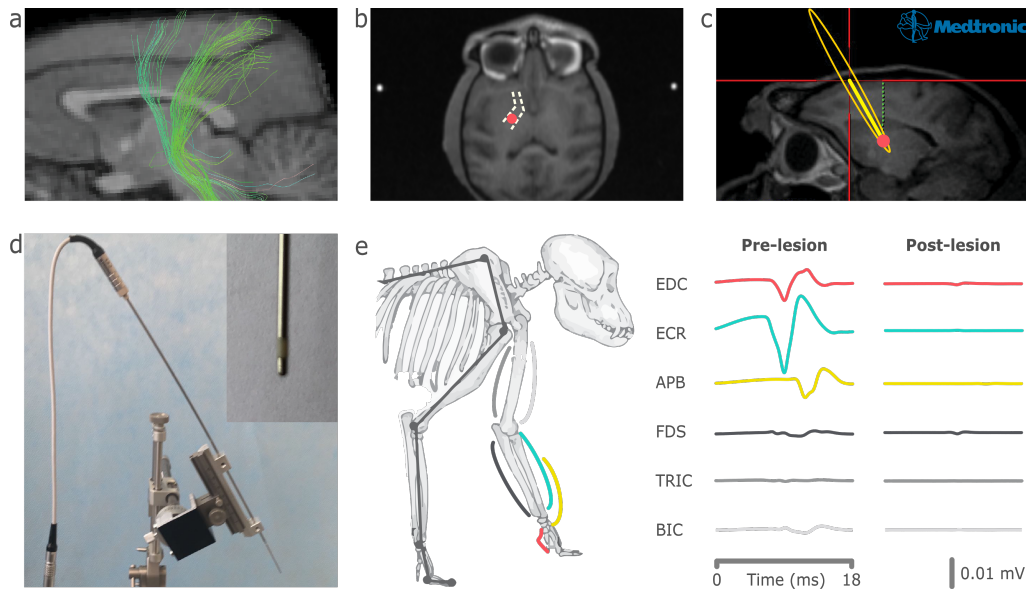 a
b
c
Medtronic
d
e
Pre-lesion Post-lesion
EDC
ECR
APB
FDS
TRIC
BIC
0 Time (ms) 18
0.01 mV